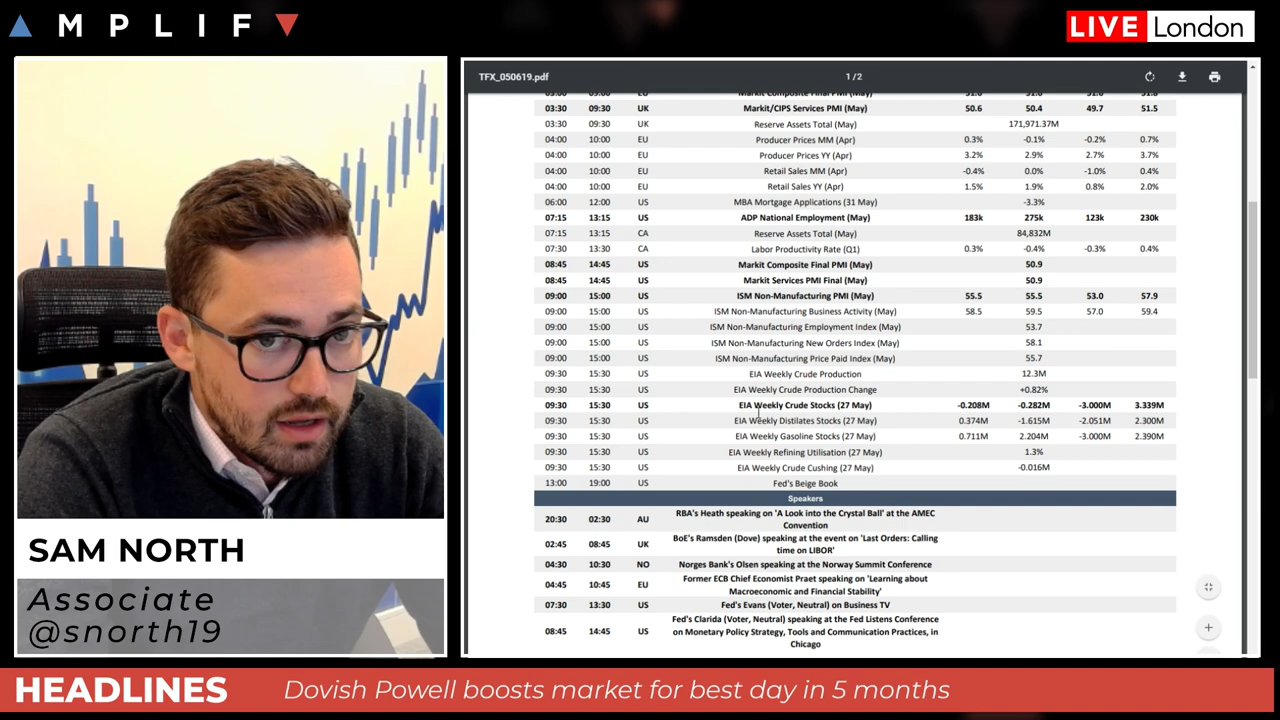 AMPLIFY
LIVE London
TFX_050619.pdf 1 / 2
Markit Composite Final PMI (May)
03:30 09:30 UK Markit/CIPS Services PMI (May) 50.6 50.4 49.7 51.5
03:30 09:30 UK Reserve Assets Total (May) 171,971.37M
04:00 10:00 EU Producer Prices MM (Apr) 0.3% -0.1% -0.2% 0.7%
04:00 10:00 EU Producer Prices YY (Apr) 3.2% 2.9% 2.7% 3.7%
04:00 10:00 EU Retail Sales MM (Apr) -0.4% 0.0% -1.0% 0.4%
04:00 10:00 EU Retail Sales YY (Apr) 1.5% 1.9% 0.8% 2.0%
06:00 12:00 US MBA Mortgage Applications (31 May) -3.3%
07:15 13:15 US ADP National Employment (May) 183k 275k 123k 230k
07:15 13:15 CA Reserve Assets Total (May) 84,832M
07:30 13:30 CA Labor Productivity Rate (Q1) 0.3% -0.4% -0.3% 0.4%
08:45 14:45 US Markit Composite Final PMI (May) 50.9
08:45 14:45 US Markit Services PMI Final (May) 50.9
09:00 15:00 US ISM Non-Manufacturing PMI (May) 55.5 55.5 53.0 57.9
09:00 15:00 US ISM Non-Manufacturing Business Activity (May) 58.5 59.5 57.0 59.4
09:00 15:00 US ISM Non-Manufacturing Employment Index (May) 53.7
09:00 15:00 US ISM Non-Manufacturing New Orders Index (May) 58.1
09:00 15:00 US ISM Non-Manufacturing Price Paid Index (May) 55.7
09:30 15:30 US EIA Weekly Crude Production 12.3M
09:30 15:30 US EIA Weekly Crude Production Change +0.82%
09:30 15:30 US EIA Weekly Crude Stocks (27 May) -0.208M -0.282M -3.000M 3.339M
09:30 15:30 US EIA Weekly Distilates Stocks (27 May) 0.374M -1.615M -2.051M 2.300M
09:30 15:30 US EIA Weekly Gasoline Stocks (27 May) 0.711M 2.204M -3.000M 2.390M
09:30 15:30 US EIA Weekly Refining Utilisation (27 May) 1.3%
09:30 15:30 US EIA Weekly Crude Cushing (27 May) -0.016M
13:00 19:00 US Fed's Beige Book
Speakers
20:30 02:30 AU RBA's Heath speaking on 'A Look into the Crystal Ball' at the AMEC
Convention
02:45 08:45 UK BoE's Ramsden (Dove) speaking at the event on 'Last Orders: Calling
time on LIBOR'
04:30 10:30 NO Norges Bank's Olsen speaking at the Norway Summit Conference
04:45 10:45 EU Former ECB Chief Economist Praet speaking on 'Learning about
Macroeconomic and Financial Stability'
07:30 13:30 US Fed's Evans (Voter, Neutral) on Business TV
08:45 14:45 US Fed's Clarida (Voter, Neutral) speaking at the Fed Listens Conference
on Monetary Policy Strategy, Tools and Communication Practices, in
Chicago
SAM NORTH
Associate
@snorth19
HEADLINES Dovish Powell boosts market for best day in 5 months